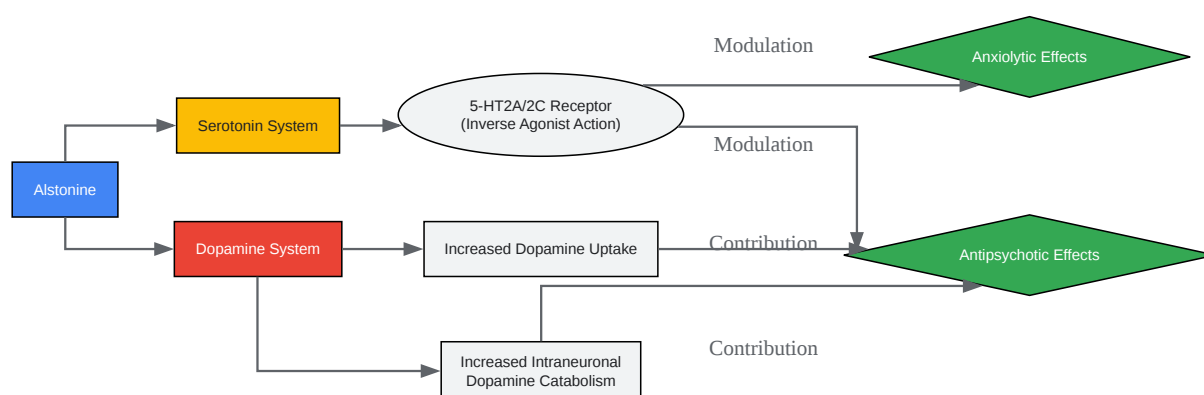 Modulation
Anxiolytic Effects
5-HT2A/2C Receptor
(Inverse Agonist Action)
Serotonin System
Modulation
Alstonine
Dopamine System
Increased Dopamine Uptake
Contribution
Antipsychotic Effects
Contribution
Increased Intraneuronal
Dopamine Catabolism